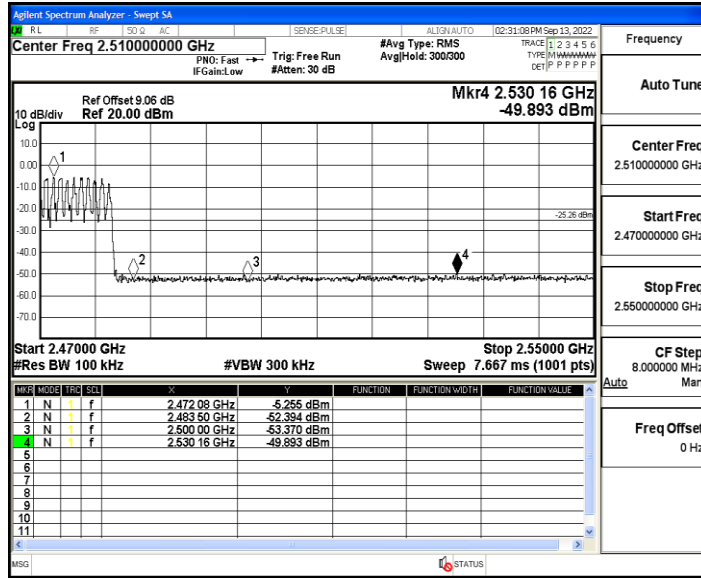 Agilent Spectrum Analyzer - Swept SA
RL RF 50 Ω AC SENSE:PULSE ALIGN AUTO 02:31:08 PM Sep 13, 2022
Center Freq 2.510000000 GHz
PNO: Fast
IFGain:Low
Trig: Free Run
#Atten: 30 dB
#Avg Type: RMS
Avg|Hold: 300/300
TRACE 1 2 3 4 5 6
TYPE M
DET P P P P P P
Frequency
Auto Tune
Center Freq
2.510000000 GHz
Start Freq
2.470000000 GHz
Stop Freq
2.550000000 GHz
CF Step
8.000000 MHz
Auto Man
Freq Offset
0 Hz
Ref Offset 9.06 dB
10 dB/div Ref 20.00 dBm
Log
Mkr4 2.530 16 GHz
-49.893 dBm
10.0
0.00
-10.0
-20.0
-30.0
-40.0
-50.0
-60.0
-70.0
1
2
3
4
-25.26 dBm
Start 2.47000 GHz Stop 2.55000 GHz
#Res BW 100 kHz #VBW 300 kHz Sweep 7.667 ms (1001 pts)
MKR MODE TRC SCL X Y FUNCTION FUNCTION WIDTH FUNCTION VALUE
1 N 1 f 2.472 08 GHz -5.255 dBm
2 N 1 f 2.483 50 GHz -52.394 dBm
3 N 1 f 2.500 00 GHz -53.370 dBm
4 N 1 f 2.530 16 GHz -49.893 dBm
5
6
7
8
9
10
11
MSG STATUS